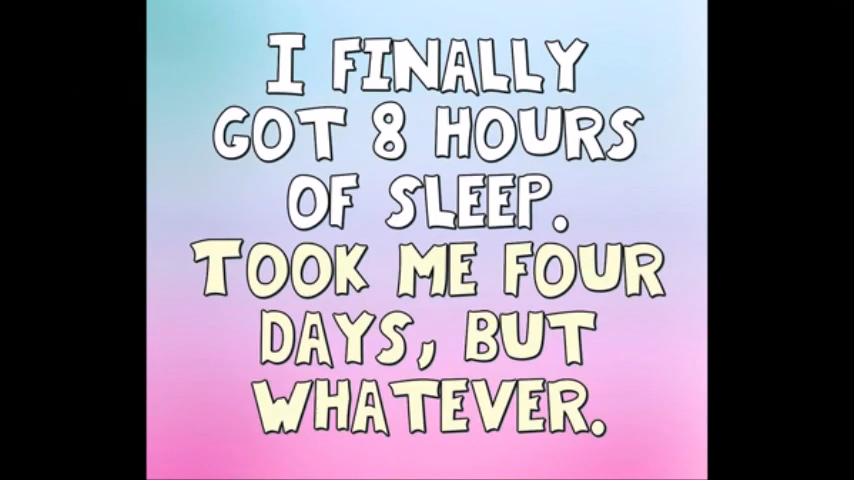 I FINALLY
GOT 8 HOURS
OF SLEEP.
TOOK ME FOUR
DAYS, BUT
WHATEVER.